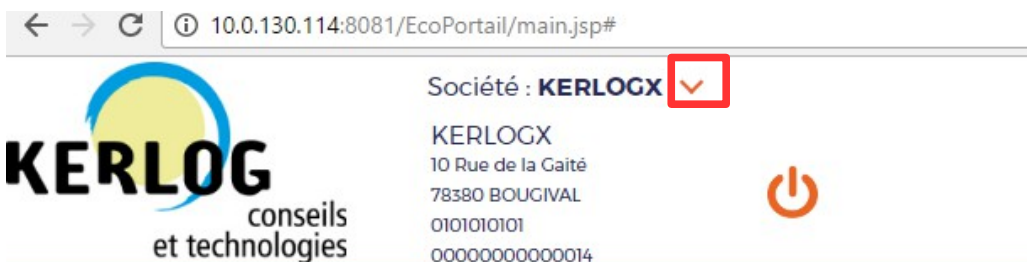 10.0.130.114:8081/EcoPortail/main.jsp#
Société : KERLOGX
KERLOG
conseils
et technologies
KERLOGX
10 Rue de la Gaité
78380 BOUGIVAL
0101010101
00000000000014